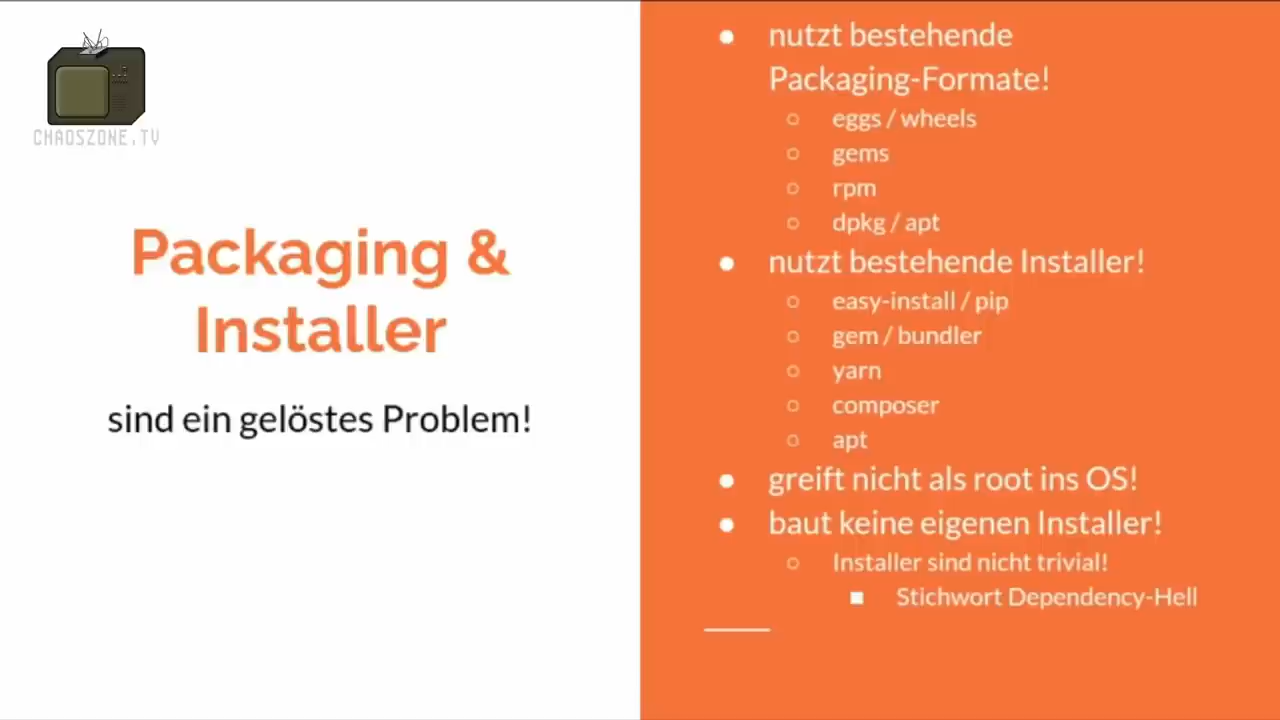 CHAOSZONE.TV
Packaging &
Installer
sind ein gelöstes Problem!
nutzt bestehende
Packaging-Formate!
eggs / wheels
gems
rpm
dpkg / apt
nutzt bestehende Installer!
easy-install / pip
gem / bundler
yarn
composer
apt
greift nicht als root ins OS!
baut keine eigenen Installer!
Installer sind nicht trivial!
Stichwort Dependency-Hell